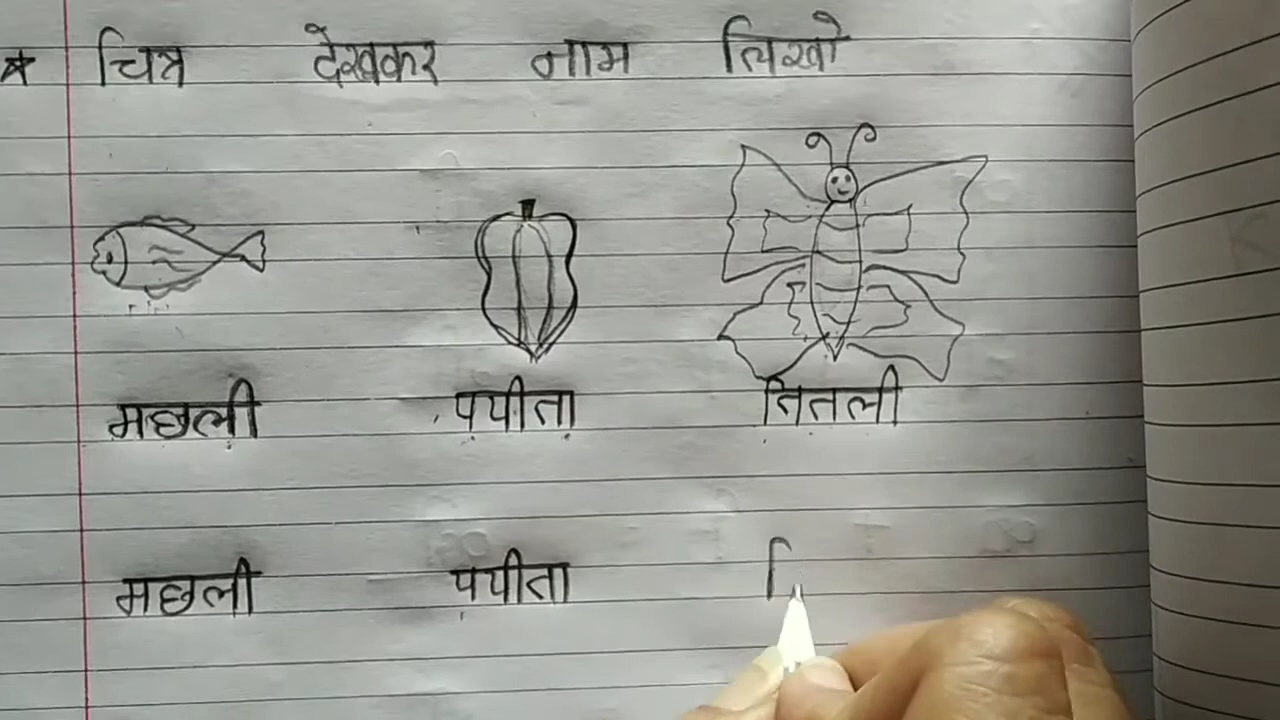 ★ चित्र देखकर नाम लिखो
मछली पपीता तितली
मछली पपीता ि